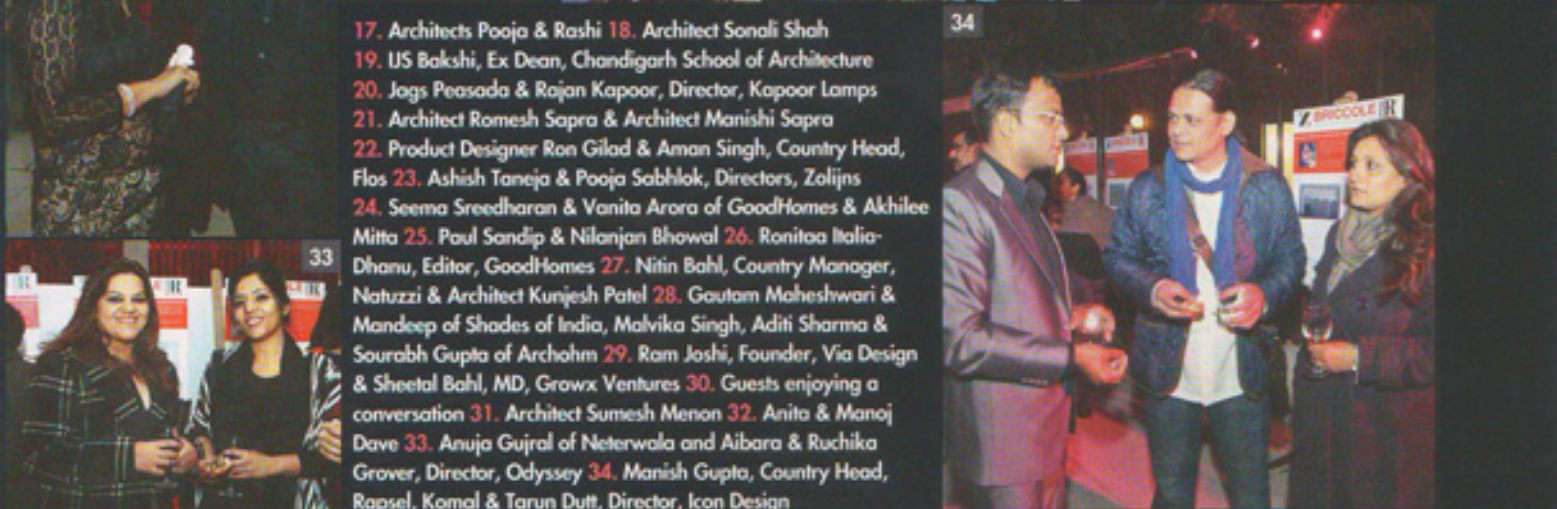 17. Architects Pooja & Rashi 18. Architect Sonali Shah
19. IJS Bakshi, Ex Dean, Chandigarh School of Architecture
20. Jags Peasada & Rajan Kapoor, Director, Kapoor Lamps
21. Architect Romesh Sapra & Architect Manishi Sapra
22. Product Designer Ron Gilad & Aman Singh, Country Head,
Flos 23. Ashish Taneja & Pooja Sabhlok, Directors, Zolijns
24. Seema Sreedharan & Vanita Arora of GoodHomes & Akhilee
Mitta 25. Paul Sandip & Nilanjan Bhowal 26. Ronitaa Italia-
Dhanu, Editor, GoodHomes 27. Nitin Bahl, Country Manager,
Natuzzi & Architect Kunjesh Patel 28. Gautam Maheshwari &
Mandeep of Shades of India, Malvika Singh, Aditi Sharma &
Sourabh Gupta of Archohm 29. Ram Joshi, Founder, Via Design
& Sheetal Bahl, MD, Growx Ventures 30. Guests enjoying a
conversation 31. Architect Sumesh Menon 32. Anita & Manoj
Dave 33. Anuja Gujral of Neterwala and Aibara & Ruchika
Grover, Director, Odyssey 34. Manish Gupta, Country Head,
Rapsel, Komal & Tarun Dutt, Director, Icon Design
33
34
BRICCOLE